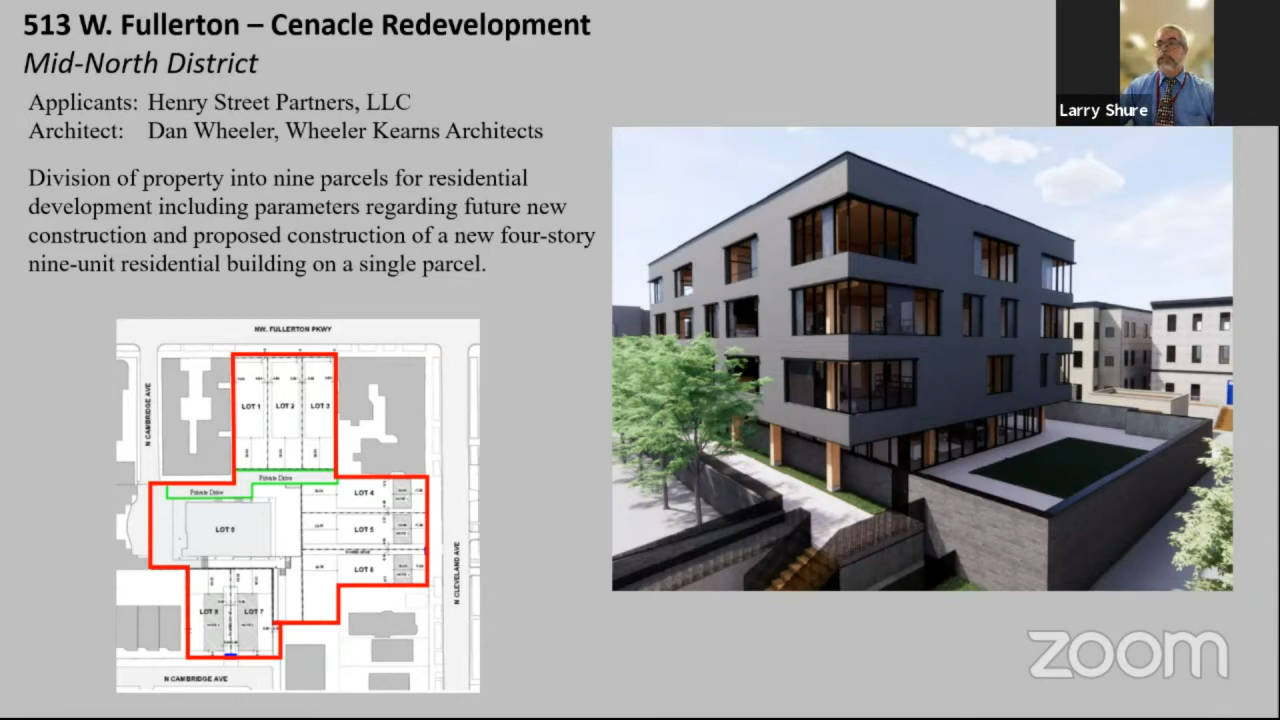 513 W. Fullerton – Cenacle Redevelopment
Mid-North District
Applicants: Henry Street Partners, LLC
Architect: Dan Wheeler, Wheeler Kearns Architects
Division of property into nine parcels for residential
development including parameters regarding future new
construction and proposed construction of a new four-story
nine-unit residential building on a single parcel.
Larry Shure
NW. FULLERTON PKWY
N CAMBRIDGE AVE
LOT 1
LOT 2
LOT 3
Private Drive
Private Drive
LOT 4
LOT 9
LOT 5
LOT 6
N CLEVELAND AVE
LOT 8
LOT 7
N CAMBRIDGE AVE
zoom